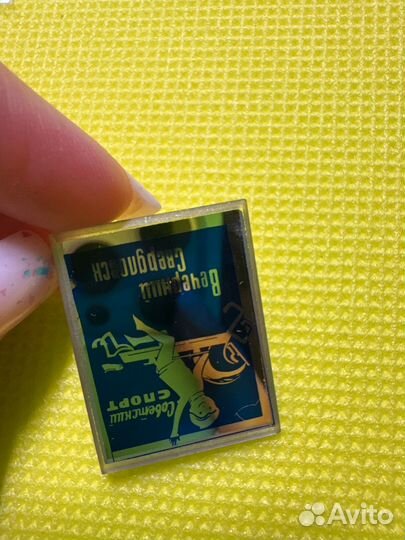 Вечерний
Свердловск
Советский
спорт
Avito